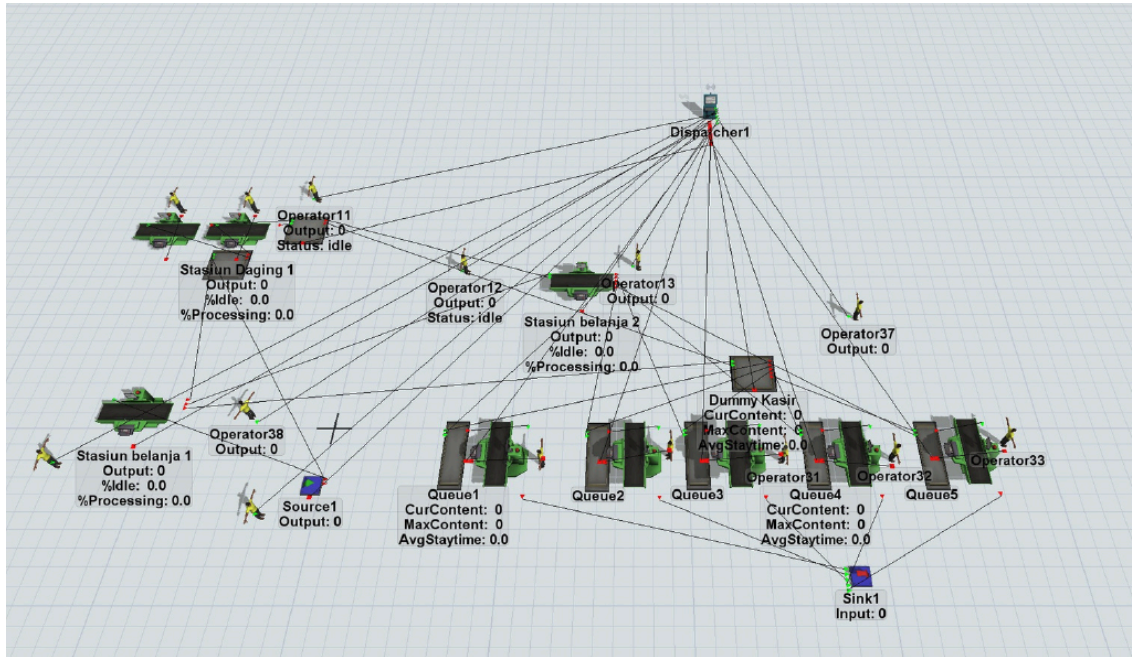 Dispatcher1
Operator11
Output: 0
Status: idle
Stasiun Daging 1
Output: 0
%Idle: 0.0
%Processing: 0.0
Operator12
Output: 0
Status: idle
Operator13
Output: 0
Stasiun belanja 2
Output: 0
%Idle: 0.0
%Processing: 0.0
Operator37
Output: 0
Dummy Kasir
CurContent: 0
MaxContent: 0
AvgStaytime: 0.0
Operator38
Output: 0
Stasiun belanja 1
Output: 0
%Idle: 0.0
%Processing: 0.0
Source1
Output: 0
Queue1
CurContent: 0
MaxContent: 0
AvgStaytime: 0.0
Queue2
Queue3
Operator31
Queue4
CurContent: 0
MaxContent: 0
AvgStaytime: 0.0
Operator32
Queue5
Operator33
Sink1
Input: 0